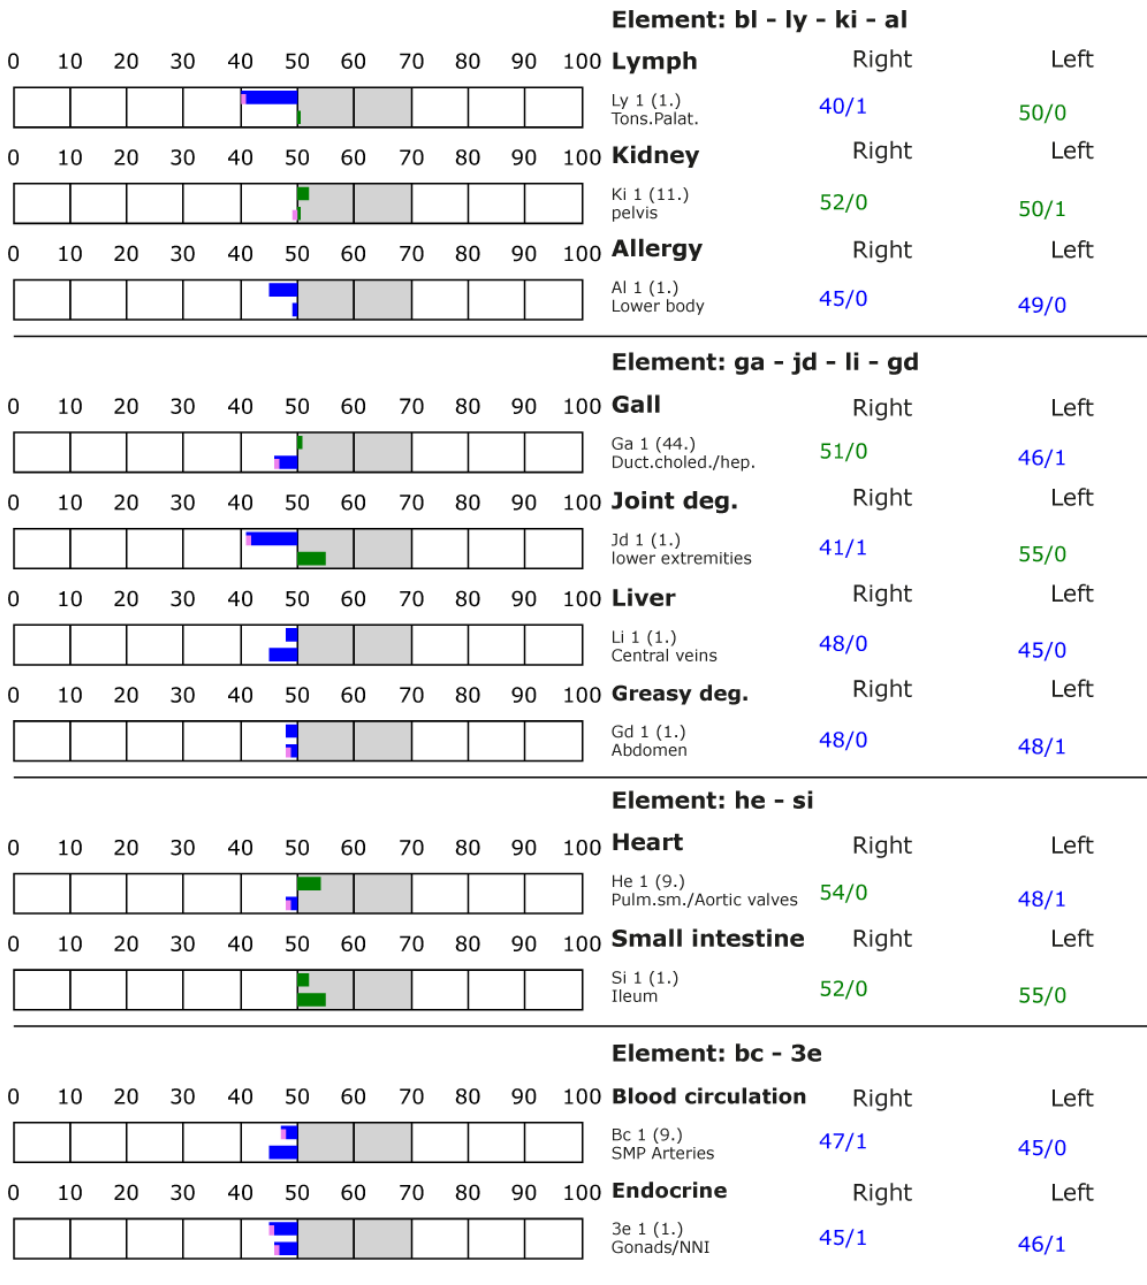 Element: bl - ly - ki - al
0 10 20 30 40 50 60 70 80 90 100 Lymph Right Left
Ly 1 (1.) 40/1 50/0
Tons.Palat.
0 10 20 30 40 50 60 70 80 90 100 Kidney Right Left
Ki 1 (11.) 52/0 50/1
pelvis
0 10 20 30 40 50 60 70 80 90 100 Allergy Right Left
Al 1 (1.) 45/0 49/0
Lower body
Element: ga - jd - li - gd
0 10 20 30 40 50 60 70 80 90 100 Gall Right Left
Ga 1 (44.) 51/0 46/1
Duct.choled./hep.
0 10 20 30 40 50 60 70 80 90 100 Joint deg. Right Left
Jd 1 (1.) 41/1 55/0
lower extremities
0 10 20 30 40 50 60 70 80 90 100 Liver Right Left
Li 1 (1.) 48/0 45/0
Central veins
0 10 20 30 40 50 60 70 80 90 100 Greasy deg. Right Left
Gd 1 (1.) 48/0 48/1
Abdomen
Element: he - si
0 10 20 30 40 50 60 70 80 90 100 Heart Right Left
He 1 (9.) 54/0 48/1
Pulm.sm./Aortic valves
0 10 20 30 40 50 60 70 80 90 100 Small intestine Right Left
Si 1 (1.) 52/0 55/0
Ileum
Element: bc - 3e
0 10 20 30 40 50 60 70 80 90 100 Blood circulation Right Left
Bc 1 (9.) 47/1 45/0
SMP Arteries
0 10 20 30 40 50 60 70 80 90 100 Endocrine Right Left
3e 1 (1.) 45/1 46/1
Gonads/NNI